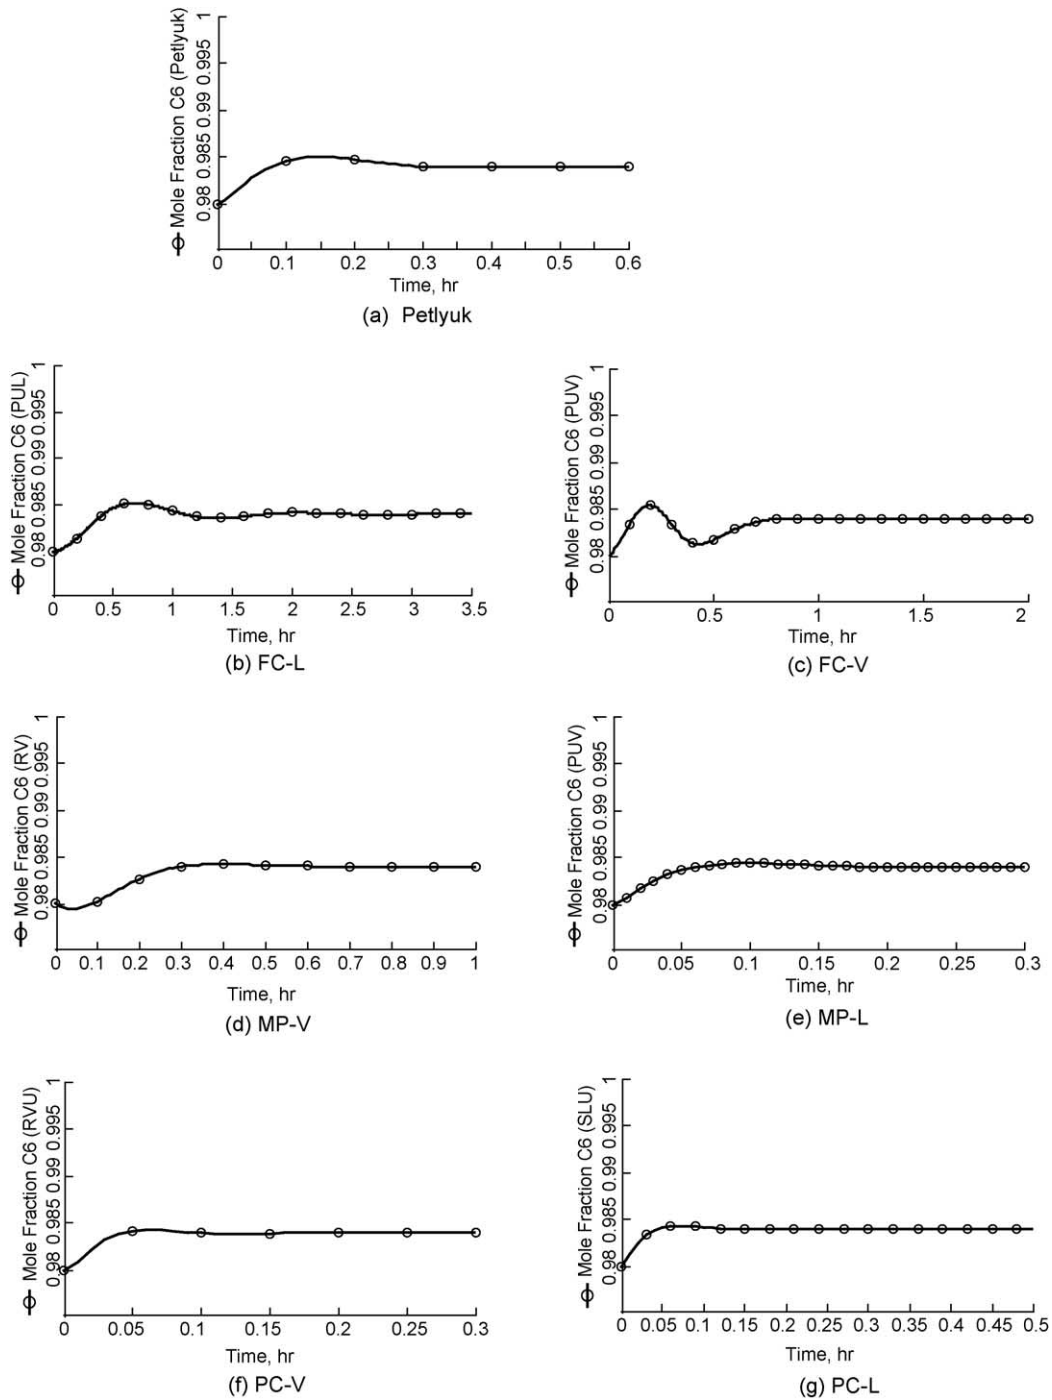 Mole Fraction C6 (Petlyuk)
0.98 0.985 0.99 0.995 1
0 0.1 0.2 0.3 0.4 0.5 0.6
Time, hr
(a) Petlyuk
Mole Fraction C6 (PUL)
0.98 0.985 0.99 0.995 1
0 0.5 1 1.5 2 2.5 3 3.5
Time, hr
(b) FC-L
Mole Fraction C6 (PUV)
0.98 0.985 0.99 0.995 1
0 0.5 1 1.5 2
Time, hr
(c) FC-V
Mole Fraction C6 (RV)
0.98 0.985 0.99 0.995 1
0 0.1 0.2 0.3 0.4 0.5 0.6 0.7 0.8 0.9 1
Time, hr
(d) MP-V
Mole Fraction C6 (PUV)
0.98 0.985 0.99 0.995 1
0 0.05 0.1 0.15 0.2 0.25 0.3
Time, hr
(e) MP-L
Mole Fraction C6 (RVU)
0.98 0.985 0.99 0.995 1
0 0.05 0.1 0.15 0.2 0.25 0.3
Time, hr
(f) PC-V
Mole Fraction C6 (SLU)
0.98 0.985 0.99 0.995 1
0 0.05 0.1 0.15 0.2 0.25 0.3 0.35 0.4 0.45 0.5
Time, hr
(g) PC-L